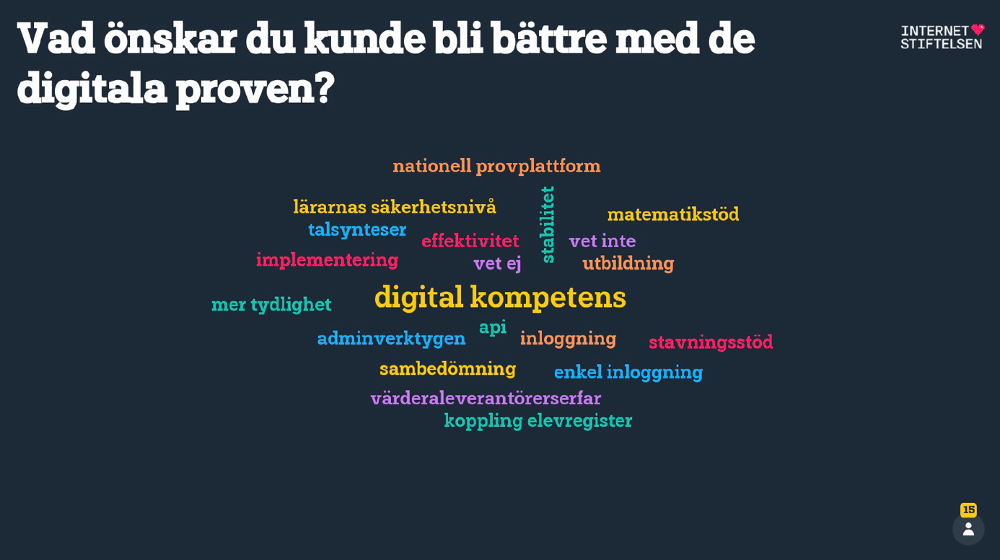 Vad önskar du kunde bli bättre med de
digitala proven?
INTERNET
STIFTELSEN
nationell provplattform
stabilitet
lärarnas säkerhetsnivå
matematikstöd
talsynteser
effektivitet
vet inte
implementering
vet ej
utbildning
digital kompetens
mer tydlighet
api
adminverktygen
inloggning
stavningsstöd
sambedömning
enkel inloggning
värderaleverantörerserfar
koppling elevregister
15